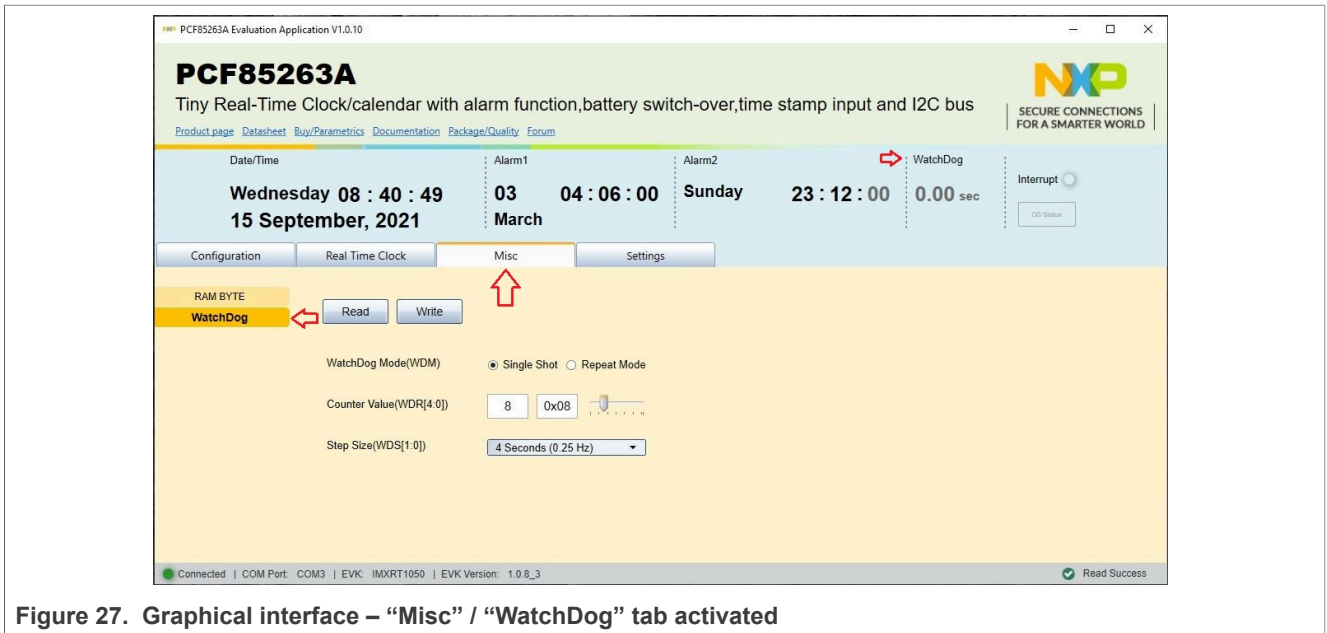 PCF85263A Evaluation Application V1.0.10
PCF85263A
Tiny Real-Time Clock/calendar with alarm function,battery switch-over,time stamp input and I2C bus
Product page Datasheet Buy/Parametrics Documentation Package/Quality Forum
NXP
SECURE CONNECTIONS
FOR A SMARTER WORLD
Date/Time
Wednesday 08 : 40 : 49
15 September, 2021
Alarm1
03 04 : 06 : 00
March
Alarm2
Sunday 23 : 12 : 00
WatchDog
0.00 sec
Interrupt
OS Status
Configuration Real Time Clock Misc Settings
RAM BYTE
WatchDog
Read Write
WatchDog Mode(WDM) Single Shot Repeat Mode
Counter Value(WDR[4:0]) 8 0x08
Step Size(WDS[1:0]) 4 Seconds (0.25 Hz)
Connected | COM Port: COM3 | EVK: IMXRT1050 | EVK Version: 1.0.8_3 Read Success
Figure 27. Graphical interface – “Misc” / “WatchDog” tab activated